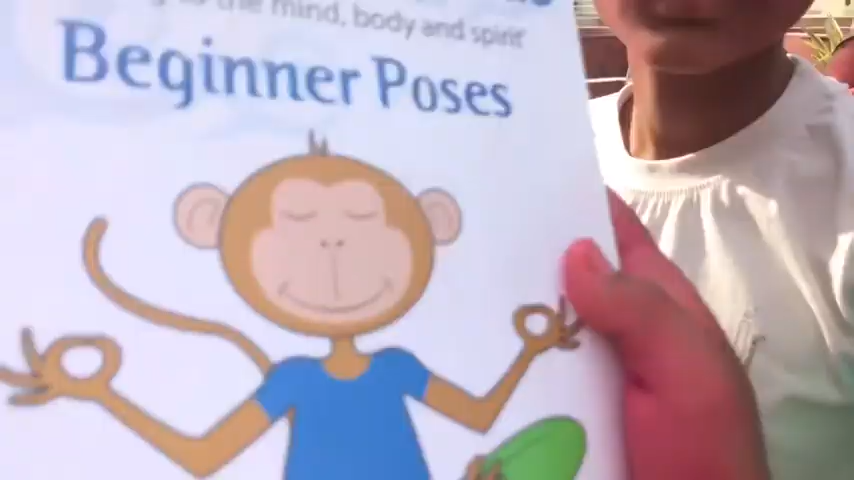 the mind, body and spirit
Beginner Poses